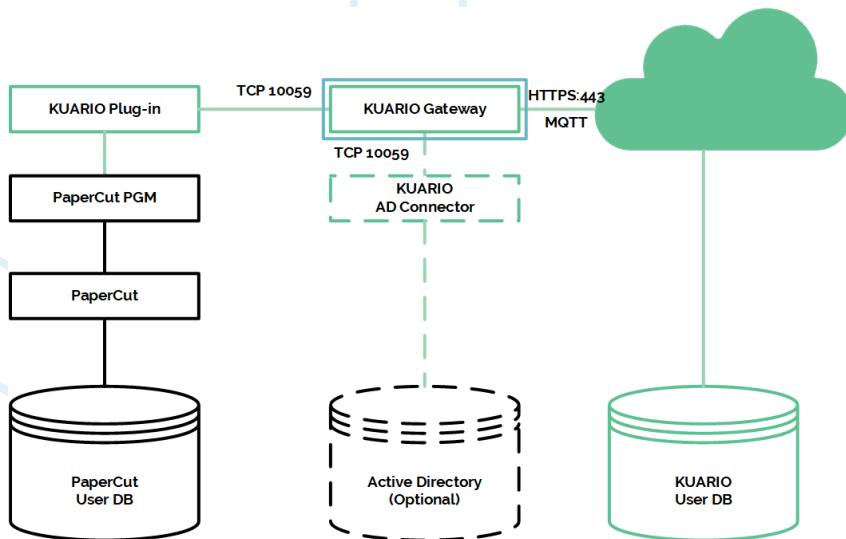 TCP 10059
HTTPS:443
KUARIO Plug-in
KUARIO Gateway
MQTT
TCP 10059
PaperCut PGM
KUARIO
AD Connector
PaperCut
PaperCut
User DB
Active Directory
(Optional)
KUARIO
User DB